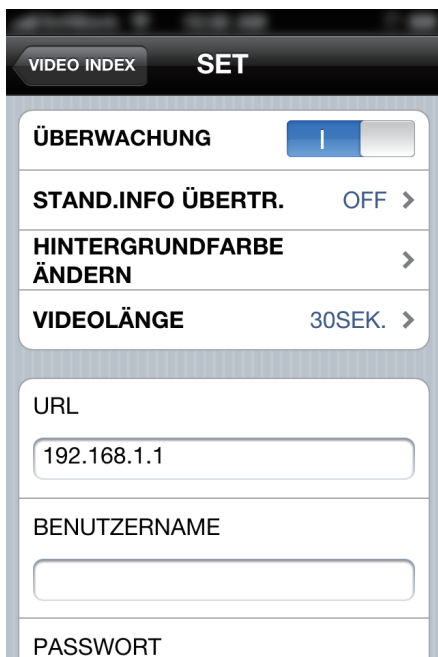 VIDEO INDEX
SET
ÜBERWACHUNG
STAND.INFO ÜBERTR. OFF
HINTERGRUNDFARBE
ÄNDERN
VIDEOLÄNGE 30SEK.
URL
192.168.1.1
BENUTZERNAME
PASSWORT